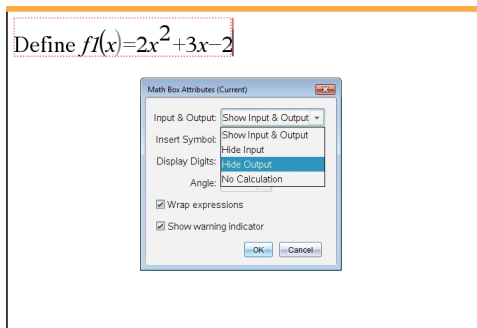 Define f1(x)=2x²+3x−2
Math Box Attributes (Current)
Input & Output: Show Input & Output
Show Input & Output
Insert Symbol:
Hide Input
Display Digits: Hide Output
No Calculation
Angle:
Wrap expressions
Show warning indicator
OK Cancel